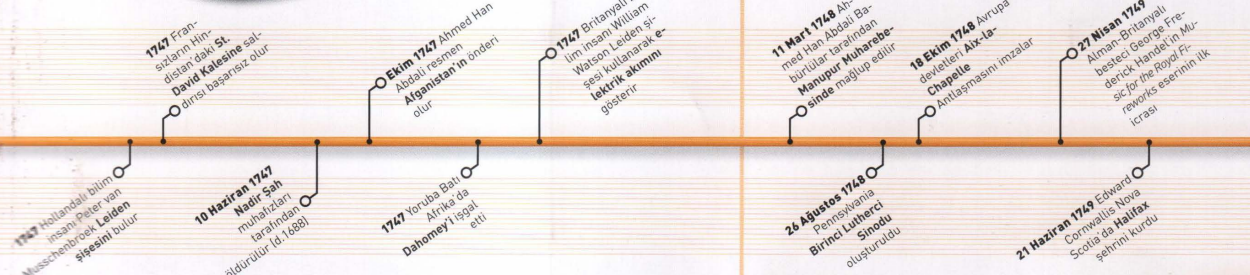 1747 Fran-
sızların Hin-
distan'daki St.
David Kalesine sal-
dırısı başarısız olur
Ekim 1747 Ahmed Han
Abdali resmen
Afganistan'ın önderi
olur
1747 Britanyalı
lim insanı William
Watson Leiden şi-
şesi kullanarak e-
lektrik akımını
gösterir
11 Mart 1748 Ah-
med Han Abdali Ba-
bürlüler tarafından
Manupur Muharebe-
sinde mağlup edilir
18 Ekim 1748 Avrupa
devletleri Aix-la-
Chapelle
Antlaşmasını imzalar
27 Nisan 1749
Alman-Britanyalı
besteci George Fre-
derick Handel'in Mu-
sic for the Royal Fi-
reworks eserinin ilk
icrası
1747 Hollandalı bilim
insanı Peter van
Musschenbroek Leiden
şişesini bulur
10 Haziran 1747
Nadir Şah
muhafızları
tarafından
öldürülür (d. 1688)
1747 Yoruba Batı
Afrika'da
Dahomey'i işgal
etti
26 Ağustos 1748
Pennsylvania
Birinci Lutherci
Sinodu
oluşturuldu
21 Haziran 1749 Edward
Cornwallis Nova
Scotia'da Halifax
şehrini kurdu